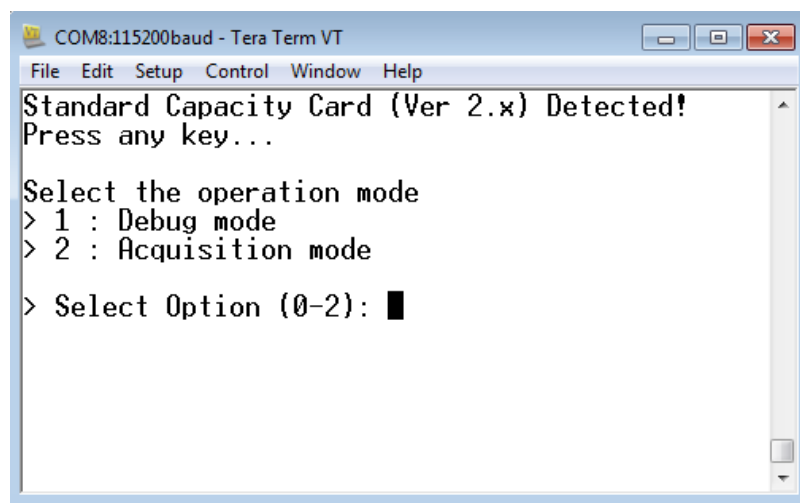 COM8:115200baud - Tera Term VT
File Edit Setup Control Window Help
Standard Capacity Card (Ver 2.x) Detected!
Press any key...
Select the operation mode
> 1 : Debug mode
> 2 : Acquisition mode
> Select Option (0-2):